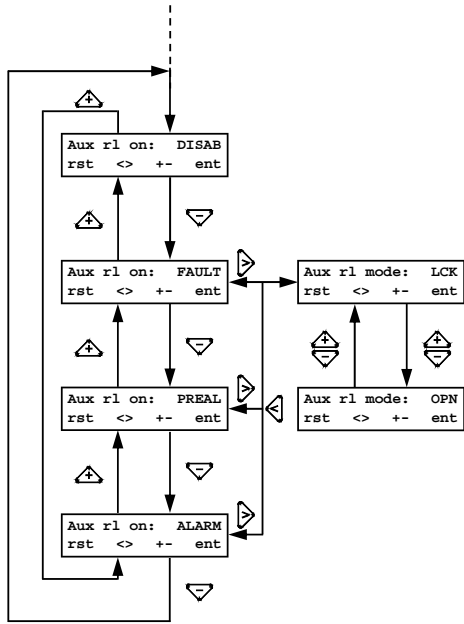 +
Aux rl on: DISAB
rst <> +- ent
+
-
Aux rl on: FAULT
rst <> +- ent
>
Aux rl mode: LCK
rst <> +- ent
+
-
+
-
+
-
Aux rl on: PREAL
rst <> +- ent
>
<
Aux rl mode: OPN
rst <> +- ent
+
-
Aux rl on: ALARM
rst <> +- ent
>
-